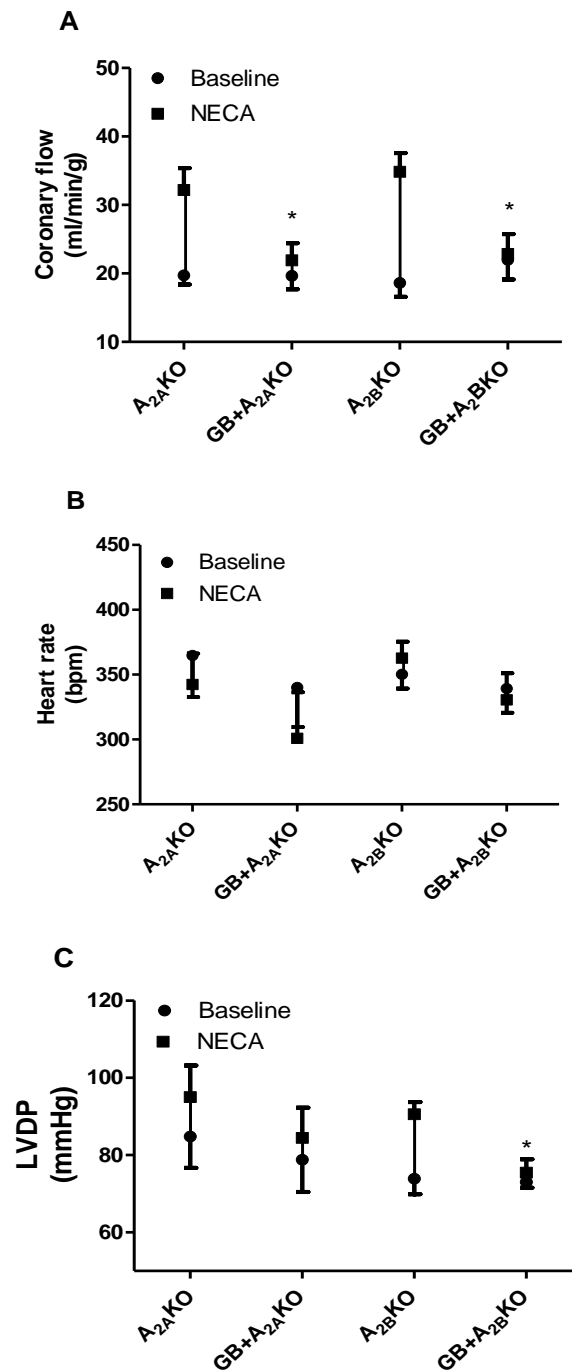 A
50
40
30
20
10
Coronary flow
(ml/min/g)
Baseline
NECA
*
*
A2AKO
GB+A2AKO
A2BKO
GB+A2BKO
B
450
400
350
300
250
Heart rate
(bpm)
Baseline
NECA
A2AKO
GB+A2AKO
A2BKO
GB+A2BKO
C
120
100
80
60
LVDP
(mmHg)
Baseline
NECA
*
A2AKO
GB+A2AKO
A2BKO
GB+A2BKO